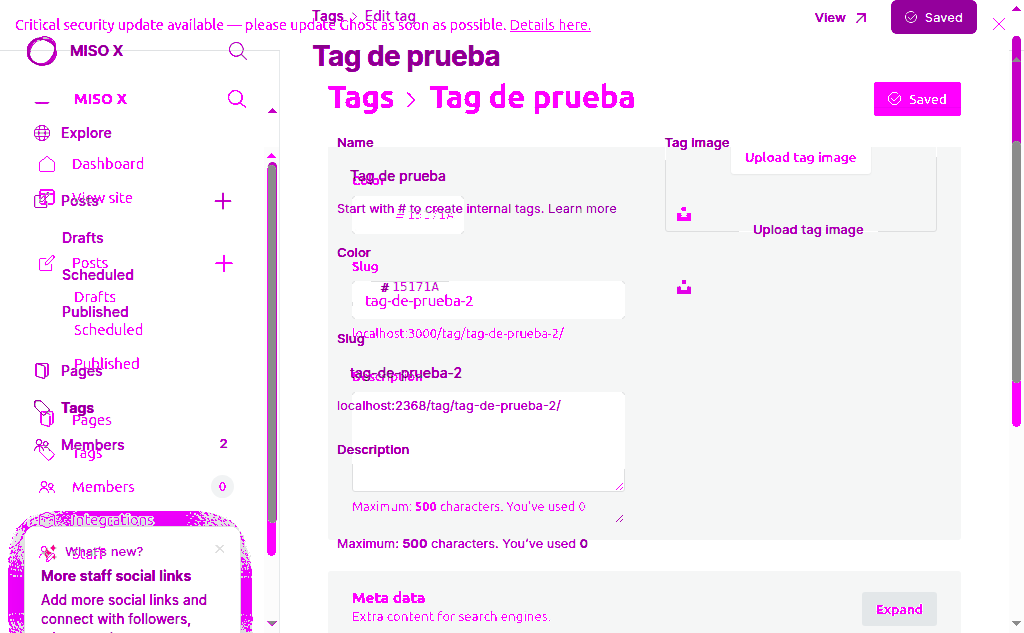 Critical security update available — please update Ghost as soon as possible. Details here.
Tags > Edit tag
View
Saved
MISO X
Tag de prueba
MISO X
Tags > Tag de prueba
Saved
Explore
Name
Tag Image
Dashboard
Upload tag image
View site
Posts
Tag de prueba
Color
Start with # to create internal tags. Learn more
# 15171A
Upload tag image
Drafts
Color
Posts
Slug
Scheduled
# 15171A
Drafts
tag-de-prueba-2
Published
Scheduled
localhost:3000/tag/tag-de-prueba-2/
Slug
Published
Pages
tag-de-prueba-2
Description
Tags
localhost:2368/tag/tag-de-prueba-2/
Pages
Members 2
Description
Tags
Members 0
Maximum: 500 characters. You've used 0
Integrations
Maximum: 500 characters. You've used 0
What's new?
Staff
More staff social links
Add more social links and
connect with followers,
Meta data
Extra content for search engines.
Expand